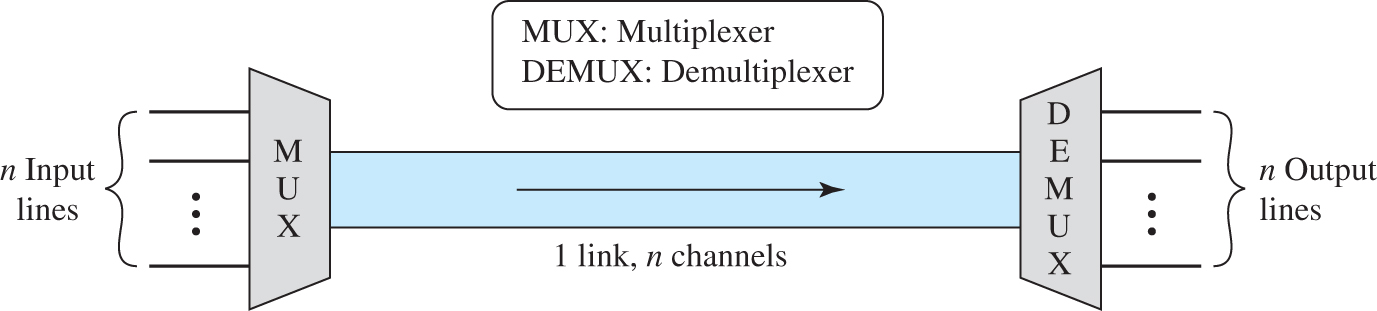 MUX: Multiplexer
DEMUX: Demultiplexer
n Input
lines
M
U
X
1 link, n channels
D
E
M
U
X
n Output
lines